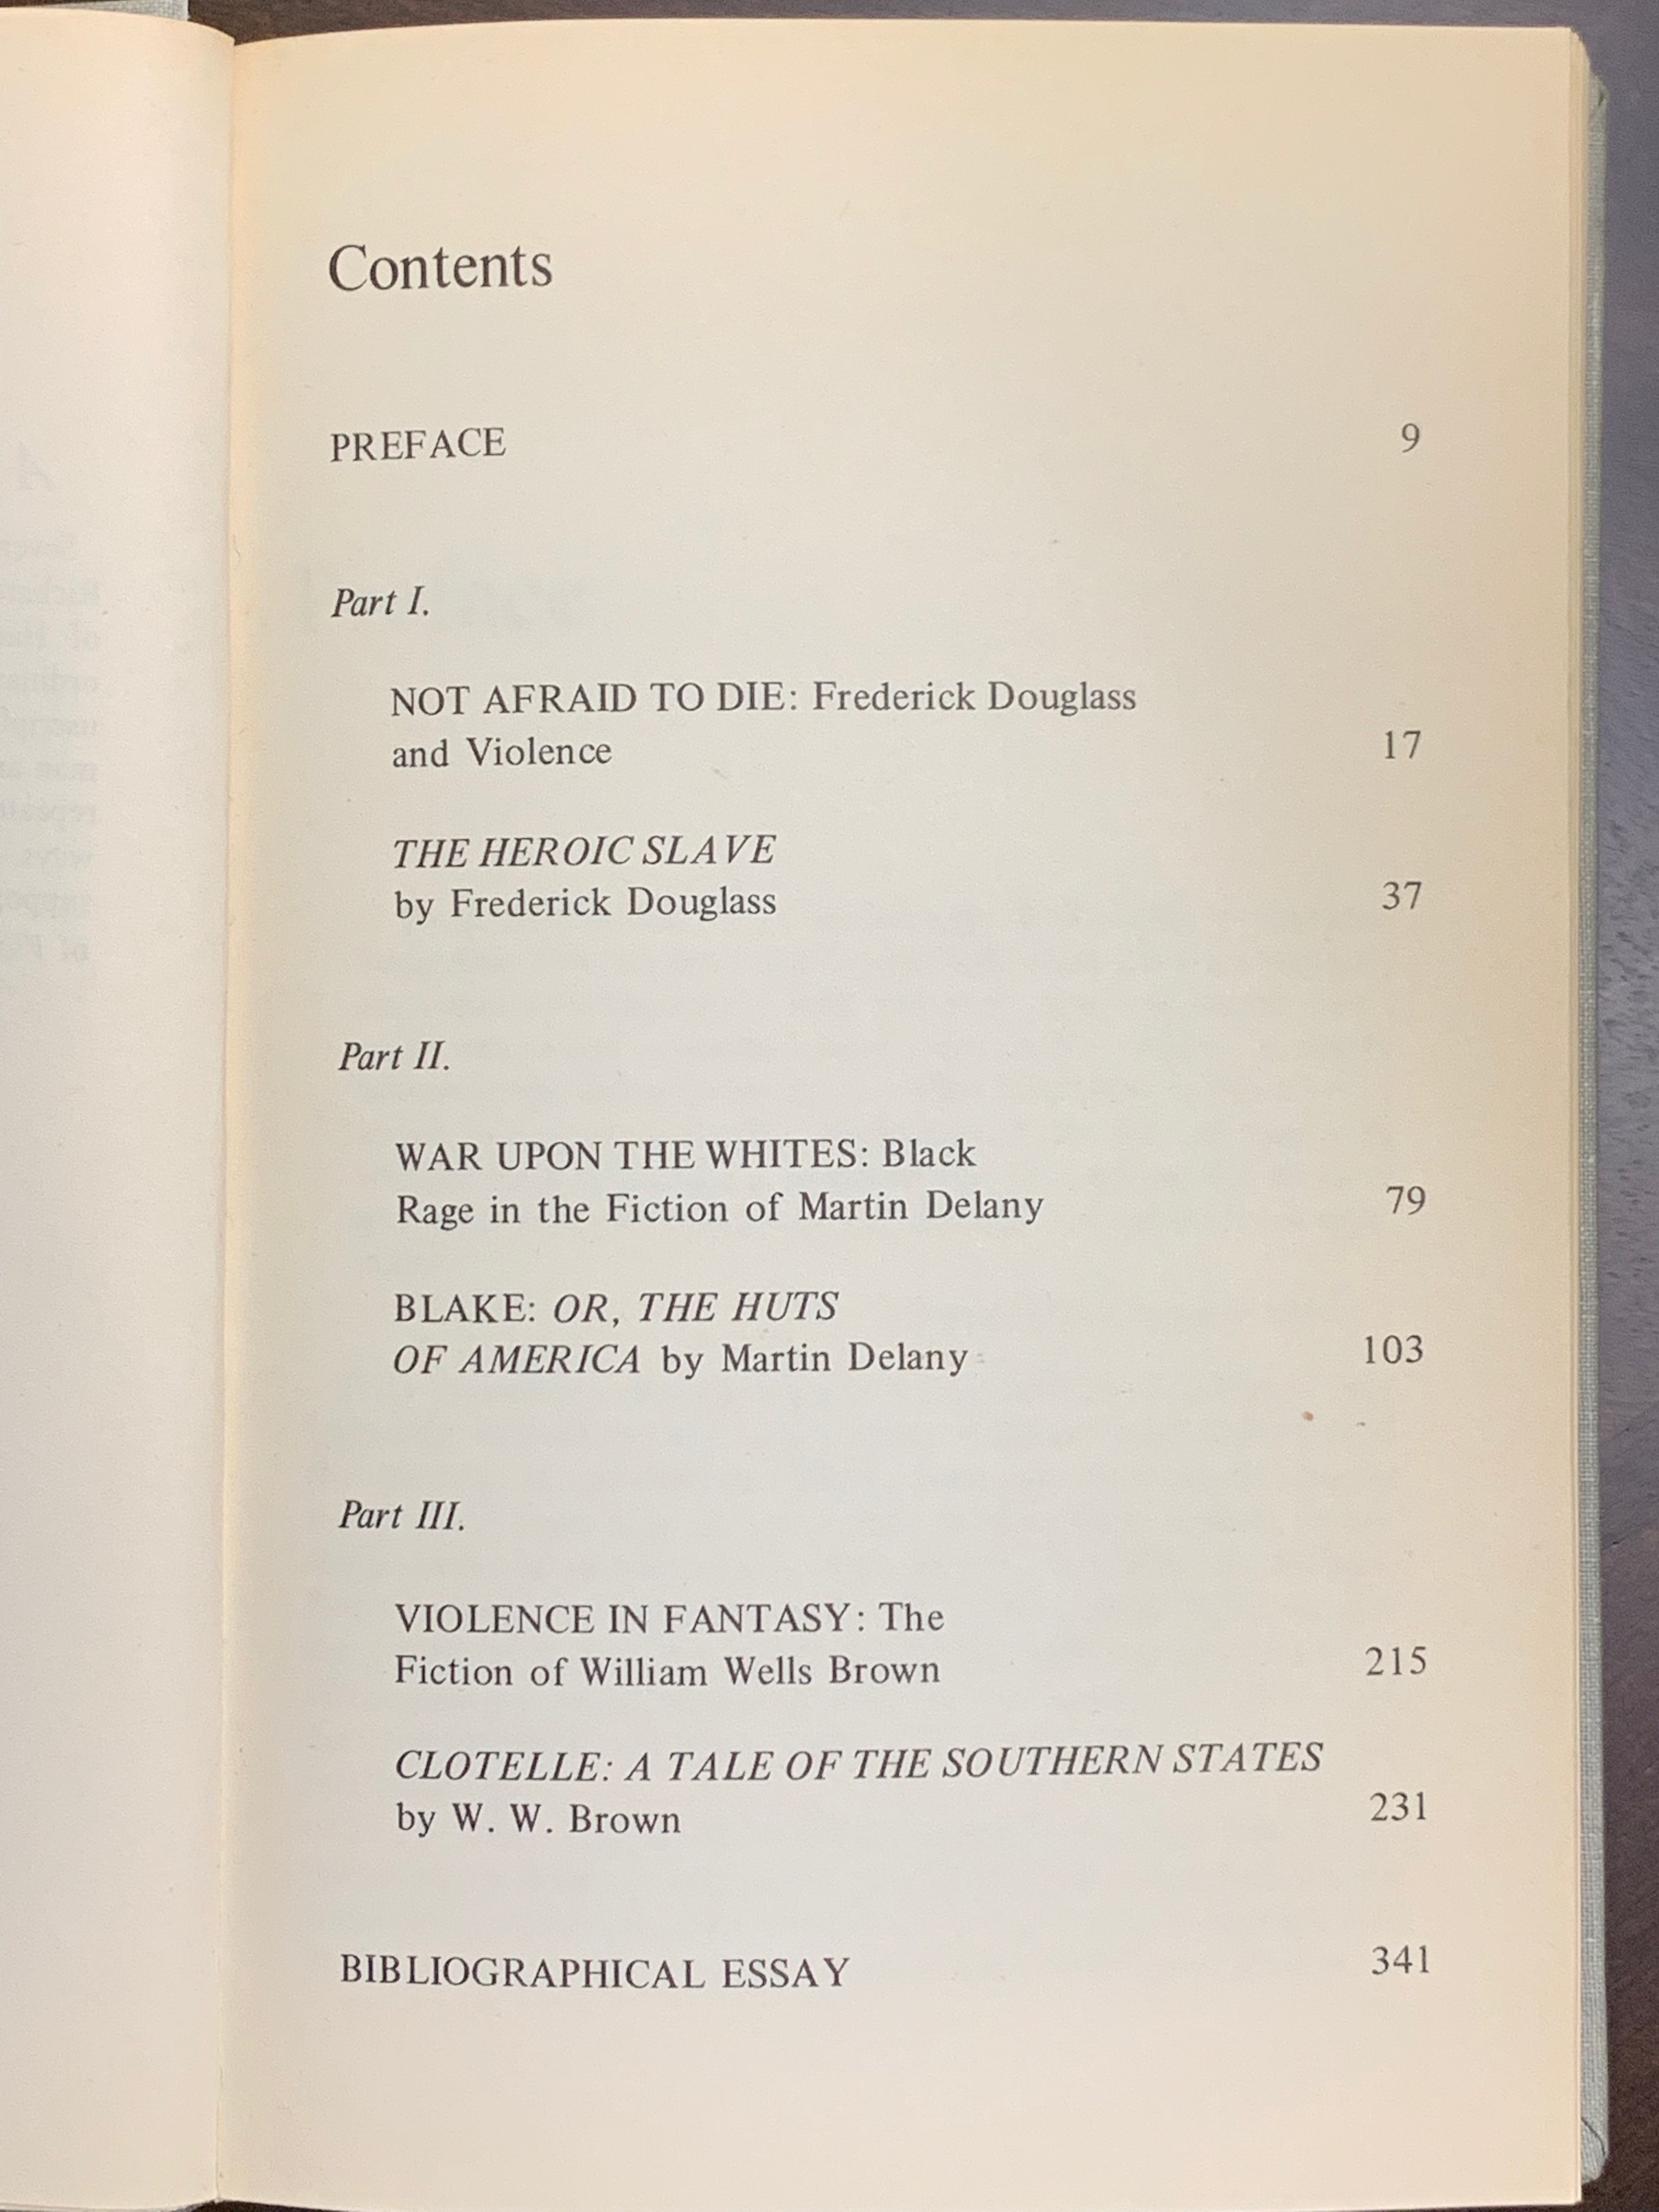 Contents
PREFACE 9
Part I.
NOT AFRAID TO DIE: Frederick Douglass
and Violence 17
THE HEROIC SLAVE
by Frederick Douglass 37
Part II.
WAR UPON THE WHITES: Black
Rage in the Fiction of Martin Delany 79
BLAKE: OR, THE HUTS
OF AMERICA by Martin Delany 103
Part III.
VIOLENCE IN FANTASY: The
Fiction of William Wells Brown 215
CLOTELLE: A TALE OF THE SOUTHERN STATES
by W. W. Brown 231
BIBLIOGRAPHICAL ESSAY 341